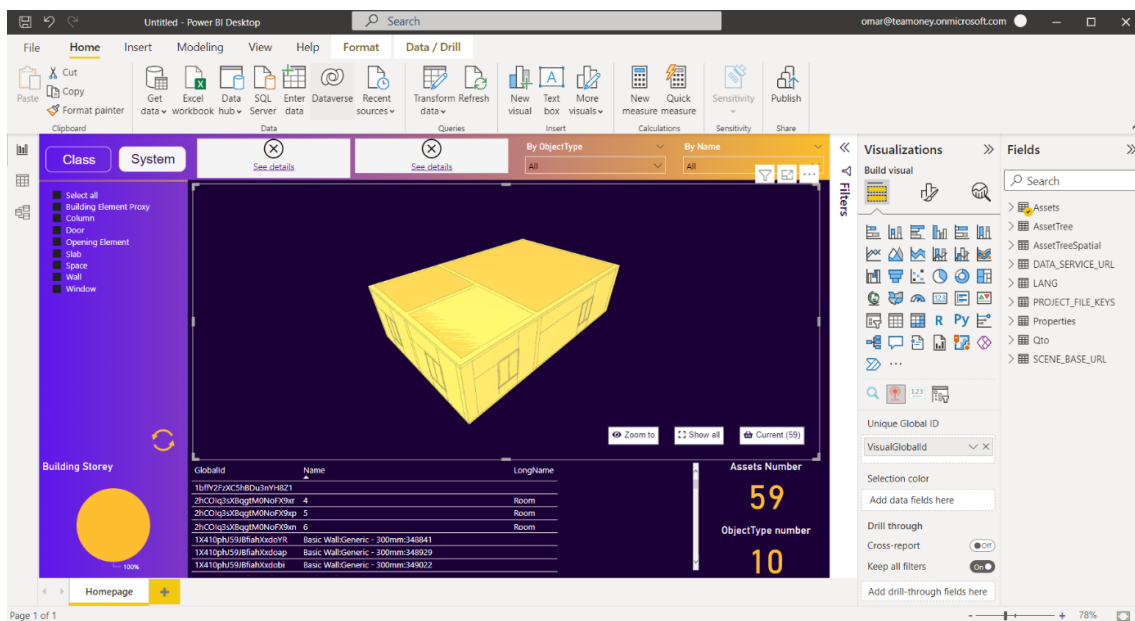 Untitled - Power BI Desktop
Search
omar@teamoney.onmicrosoft.com
File Home Insert Modeling View Help Format Data / Drill
Paste
Cut
Copy
Format painter
Get data
Excel workbook
Data hub
SQL Server
Enter data
Dataverse
Recent sources
Transform data
Refresh
New visual
Text box
More visuals
New measure
Quick measure
Sensitivity
Publish
Clipboard Data Queries Insert Calculations Sensitivity Share
Class System
See details
See details
By ObjectType
All
By Name
All
Select all
Building Element Proxy
Column
Door
Opening Element
Slab
Space
Wall
Window
Zoom to
Show all
Current (59)
Building Storey
100%
GlobalId Name LongName
1bffY2FzXC5hBDu3nYH8Z1
2hCOIq3sXBqgtM0NoFX9xr 4 Room
2hCOIq3sXBqgtM0NoFX9xp 5 Room
2hCOIq3sXBqgtM0NoFX9xn 6 Room
1X410phJ59JBfiahXxdoYR Basic Wall:Generic - 300mm:348841
1X410phJ59JBfiahXxdoap Basic Wall:Generic - 300mm:348929
1X410phJ59JBfiahXxdobi Basic Wall:Generic - 300mm:349022
Assets Number
59
ObjectType number
10
Filters
Visualizations
Build visual
123
R Py
123
Unique Global ID
VisualGlobalId
Selection color
Add data fields here
Drill through
Cross-report Off
Keep all filters On
Add drill-through fields here
Fields
Search
Assets
AssetTree
AssetTreeSpatial
DATA_SERVICE_URL
LANG
PROJECT_FILE_KEYS
Properties
Qto
SCENE_BASE_URL
Homepage
Page 1 of 1
78%